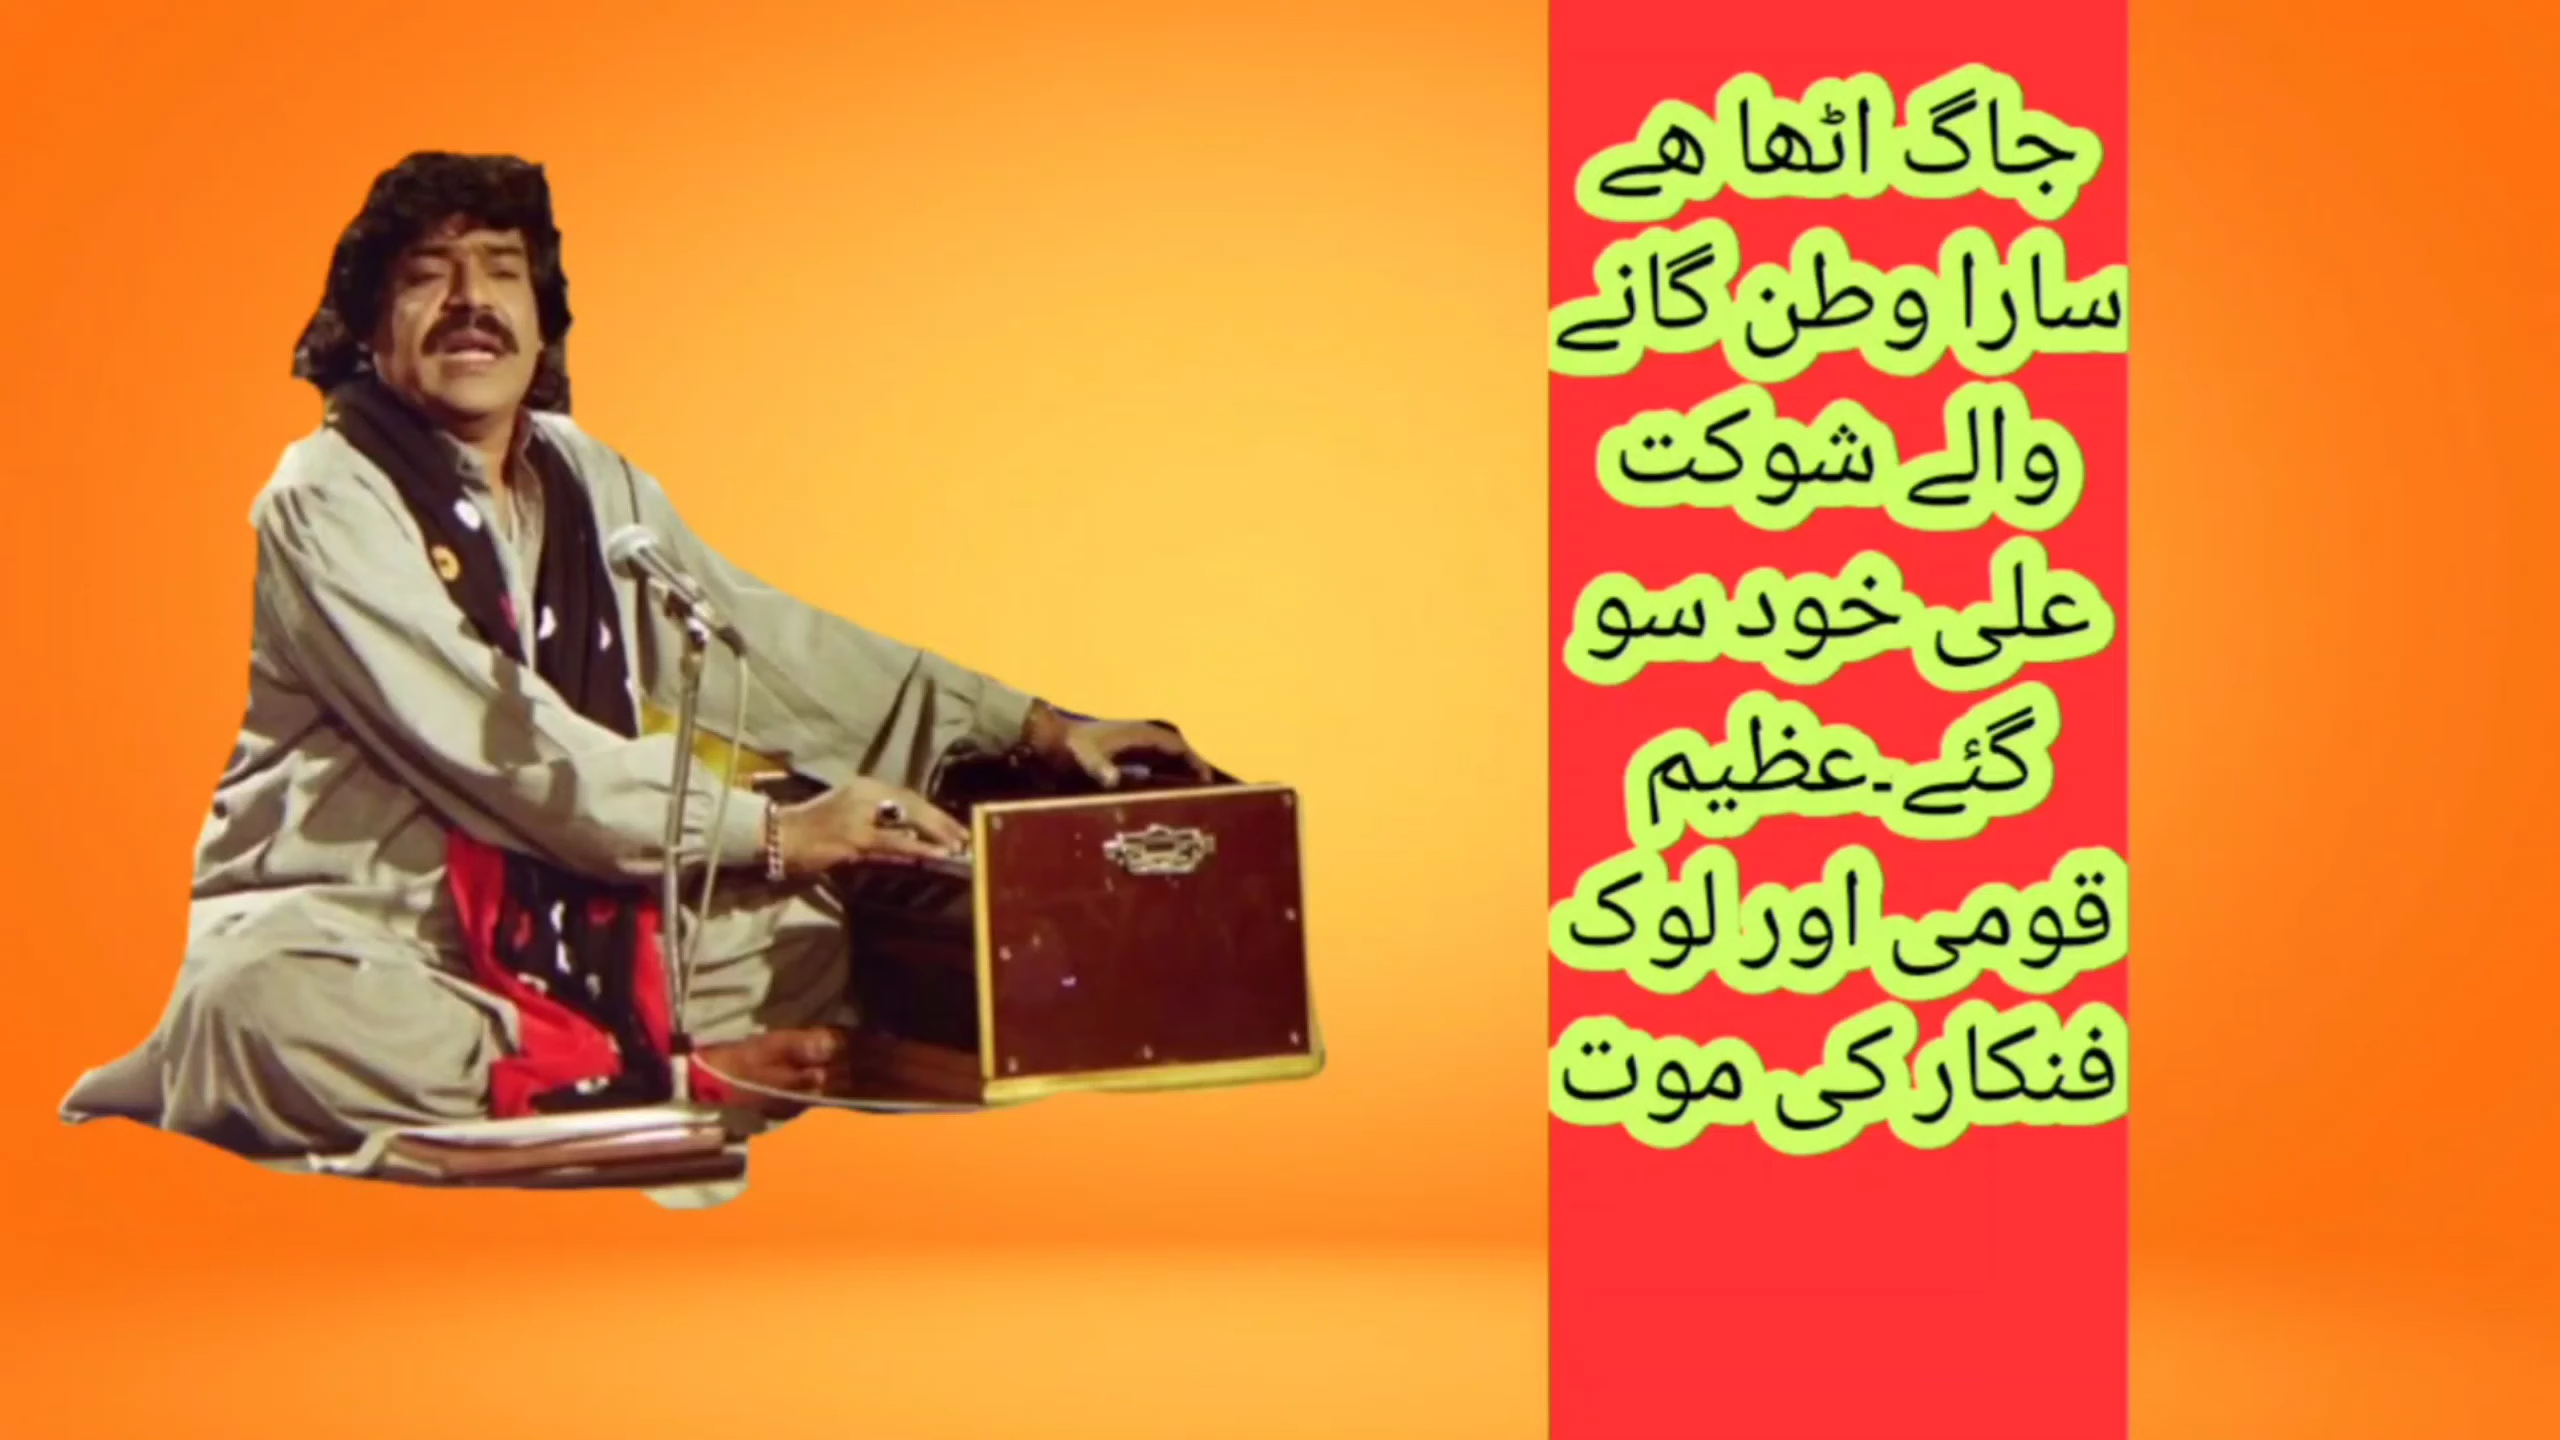 جاگ اٹھا ھے
سارا وطن گانے
والے شوکت
علی خود سو
گئے۔عظیم
قومی اور لوک
فنکار کی موت